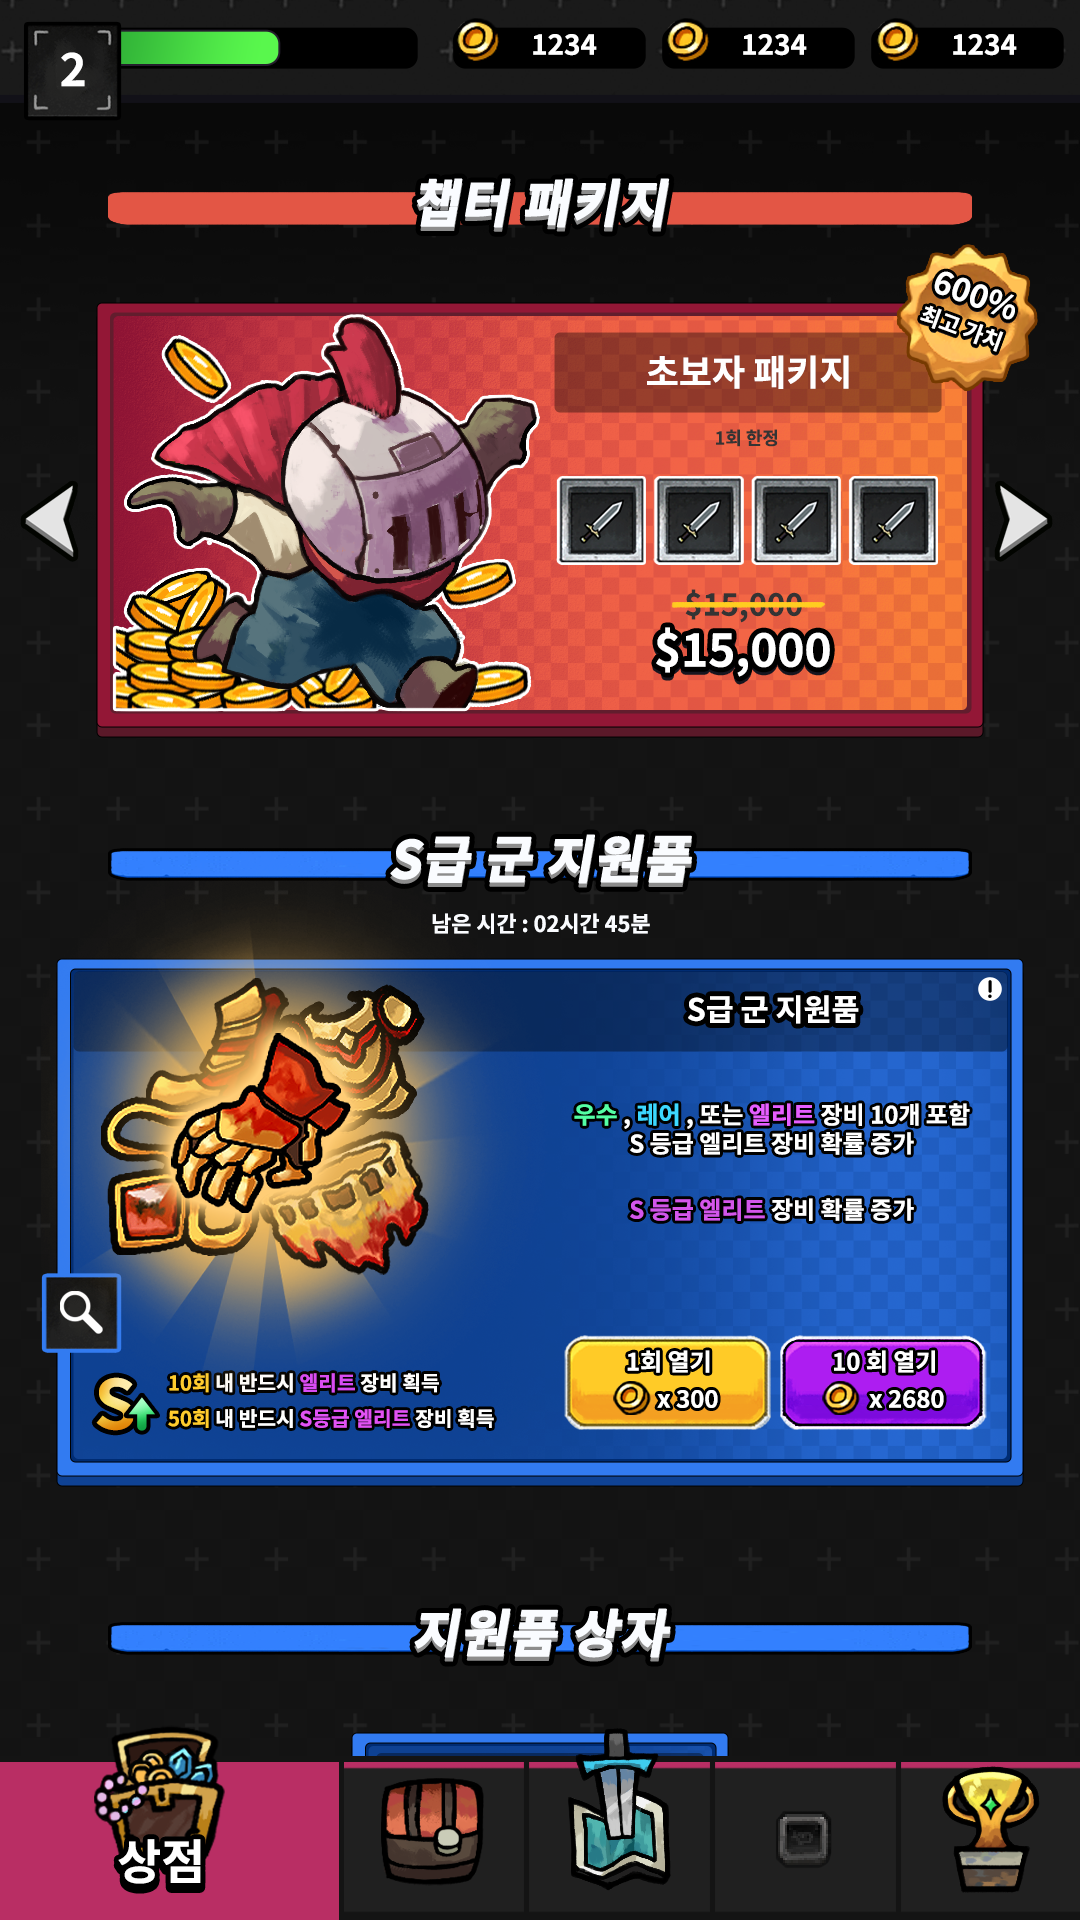 2
1234
1234
1234
챕터 패키지
600%
최고 가치
초보자 패키지
1회 한정
$15,000
$15,000
S급 군 지원품
남은 시간 : 02시간 45분
S급 군 지원품
우수 , 레어 , 또는 엘리트 장비 10개 포함
S 등급 엘리트 장비 확률 증가
S 등급 엘리트 장비 확률 증가
S
10회 내 반드시 엘리트 장비 획득
50회 내 반드시 S등급 엘리트 장비 획득
1회 열기
x 300
10 회 열기
x 2680
지원품 상자
상점